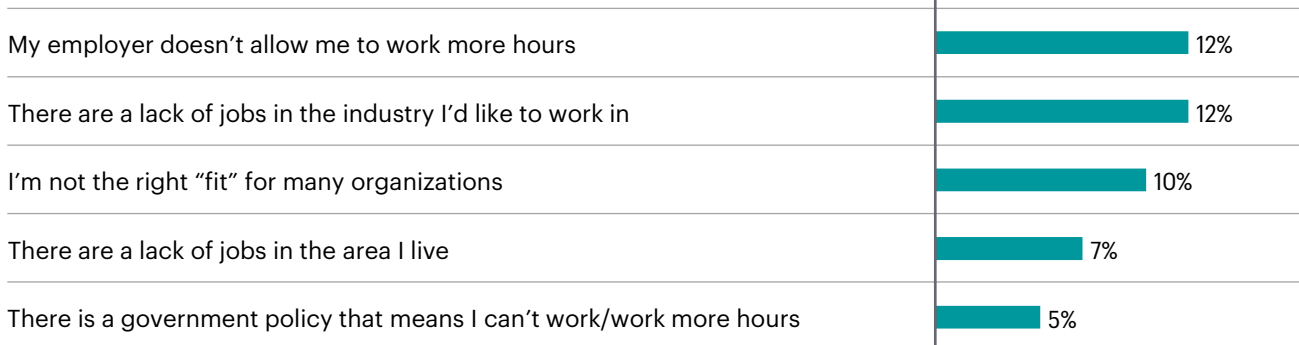 My employer doesn’t allow me to work more hours 12%
There are a lack of jobs in the industry I’d like to work in 12%
I’m not the right “fit” for many organizations 10%
There are a lack of jobs in the area I live 7%
There is a government policy that means I can’t work/work more hours 5%